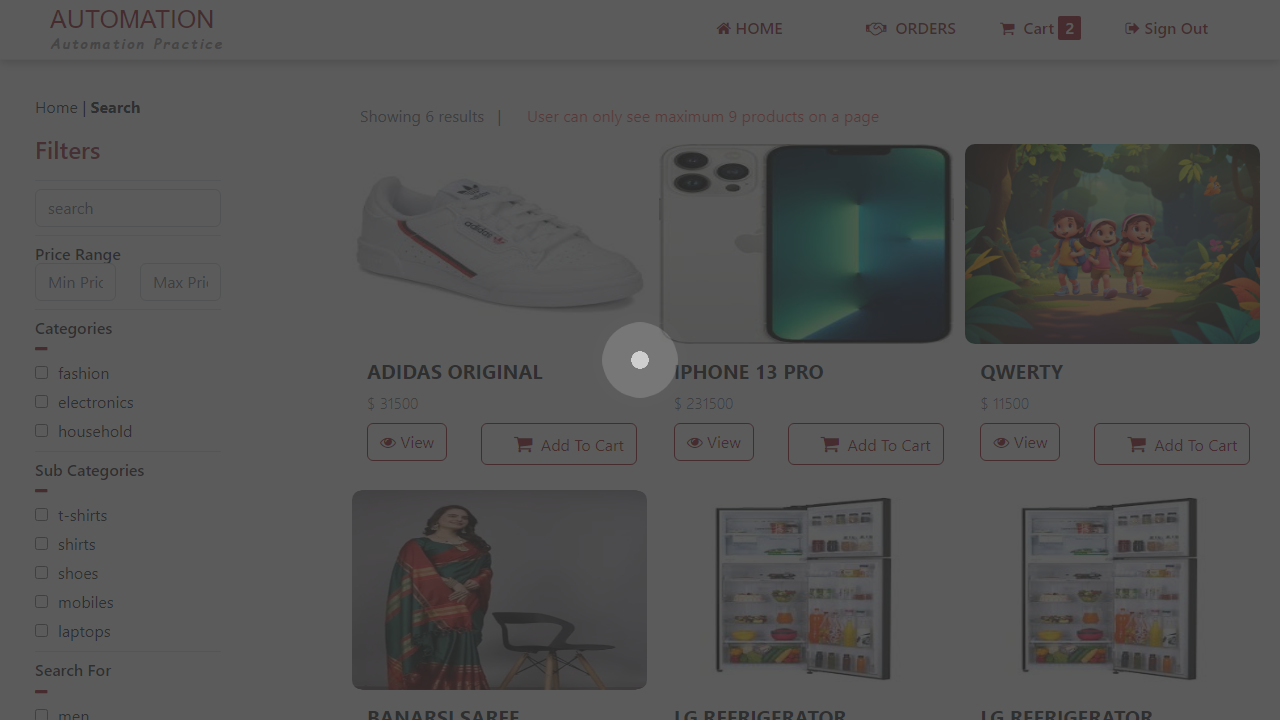 AUTOMATION
Automation Practice
HOME
ORDERS
Cart 2
Sign Out
Home | Search
Showing 6 results |
User can only see maximum 9 products on a page
Filters
search
Price Range
Min Pric
Max Pri
Categories
fashion
electronics
household
Sub Categories
t-shirts
shirts
shoes
mobiles
laptops
Search For
men
adidas
ADIDAS ORIGINAL
$ 31500
View
Add To Cart
IPHONE 13 PRO
$ 231500
View
Add To Cart
QWERTY
$ 11500
View
Add To Cart
BANARSI SAREE
LG REFRIGERATOR
LG REFRIGERATOR